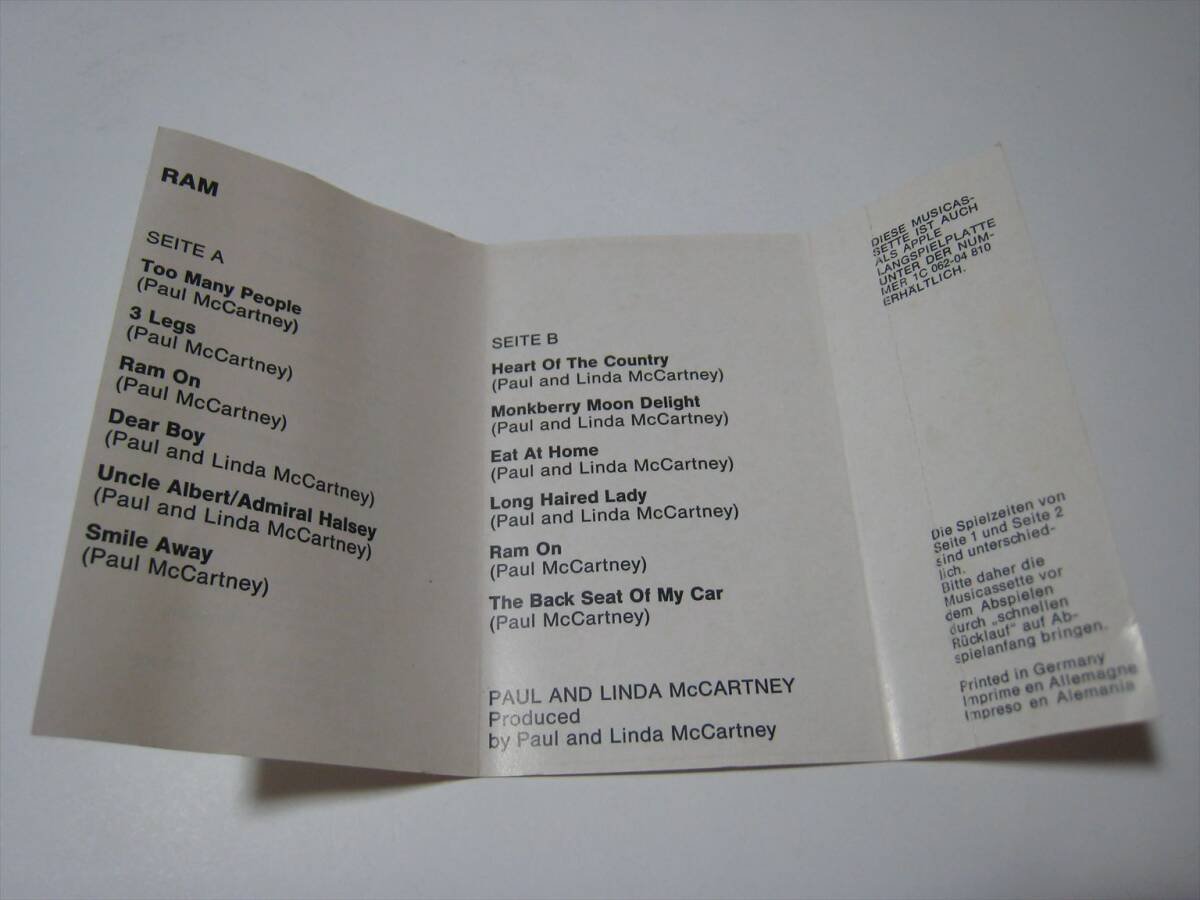 RAM
SEITE A
Too Many People
(Paul McCartney)
3 Legs
(Paul McCartney)
Ram On
(Paul McCartney)
Dear Boy
(Paul and Linda McCartney)
Uncle Albert/Admiral Halsey
(Paul and Linda McCartney)
Smile Away
(Paul McCartney)
SEITE B
Heart Of The Country
(Paul and Linda McCartney)
Monkberry Moon Delight
(Paul and Linda McCartney)
Eat At Home
(Paul and Linda McCartney)
Long Haired Lady
(Paul and Linda McCartney)
Ram On
(Paul McCartney)
The Back Seat Of My Car
(Paul McCartney)
PAUL AND LINDA McCARTNEY
Produced
by Paul and Linda McCartney
DIESE MUSICAS-
SETTE IST AUCH
ALS APPLE
LANGSPIELPLATTE
UNTER DER NUM-
MER 1C 062-04 810
ERHÄLTLICH.
Die Spielzeiten von
Seite 1 und Seite 2
sind unterschied-
lich.
Bitte daher die
Musicassette vor
dem Abspielen
durch „schnellen
Rücklauf“ auf Ab-
spielanfang bringen.
Printed in Germany
Imprime en Allemagne
Impreso en Alemania